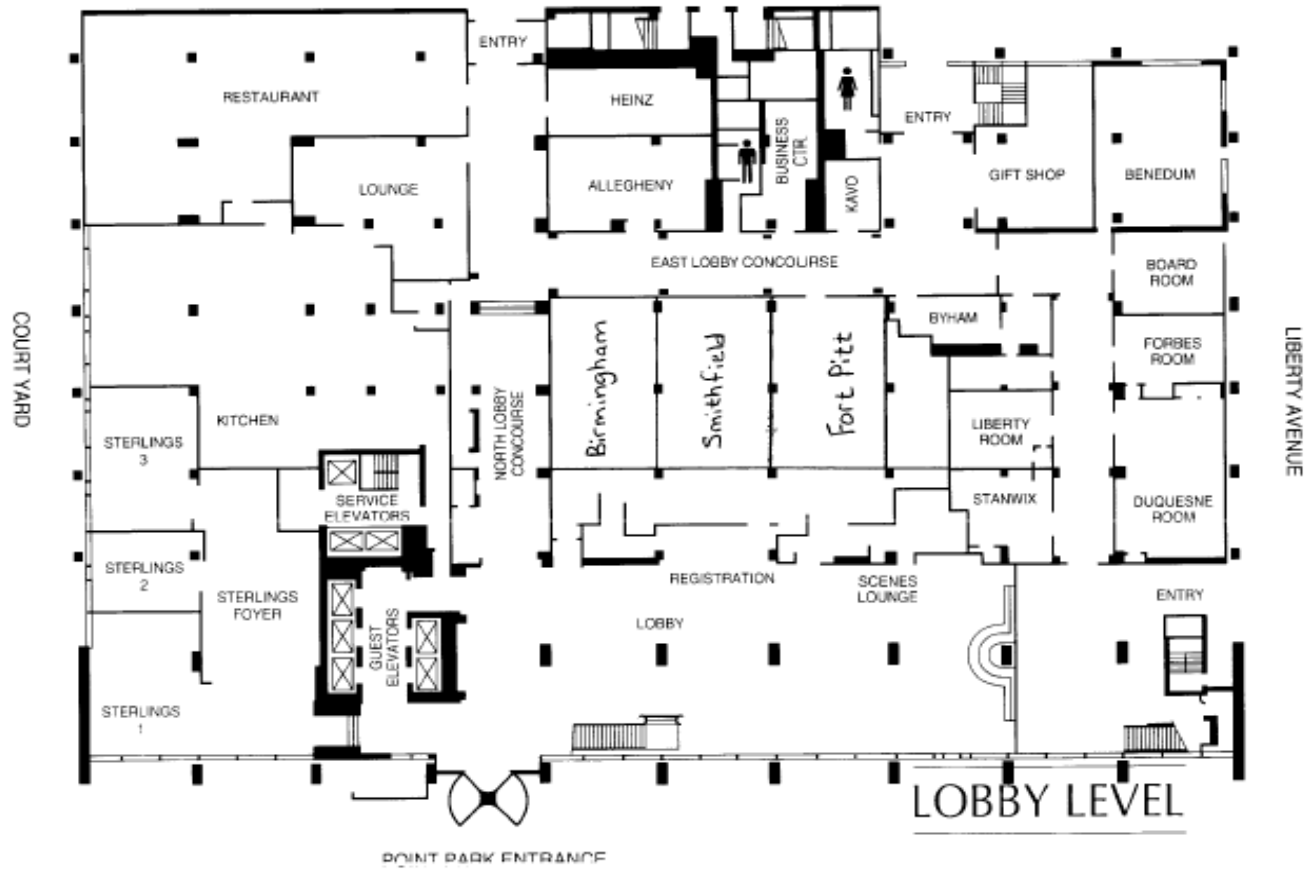 ENTRY
RESTAURANT
HEINZ
BUSINESS
CTR.
ENTRY
LOUNGE
ALLEGHENY
KAVO
GIFT SHOP
BENEDUM
EAST LOBBY CONCOURSE
BOARD
ROOM
COURT YARD
BYHAM
FORBES
ROOM
LIBERTY AVENUE
Birmingham
Smithfield
Fort Pitt
KITCHEN
STERLINGS
3
NORTH LOBBY
CONCOURSE
LIBERTY
ROOM
SERVICE
ELEVATORS
STANWIX
DUQUESNE
ROOM
STERLINGS
2
STERLINGS
FOYER
REGISTRATION
SCENES
LOUNGE
ENTRY
GUEST
ELEVATORS
LOBBY
STERLINGS
1
LOBBY LEVEL
POINT PARK ENTRANCE